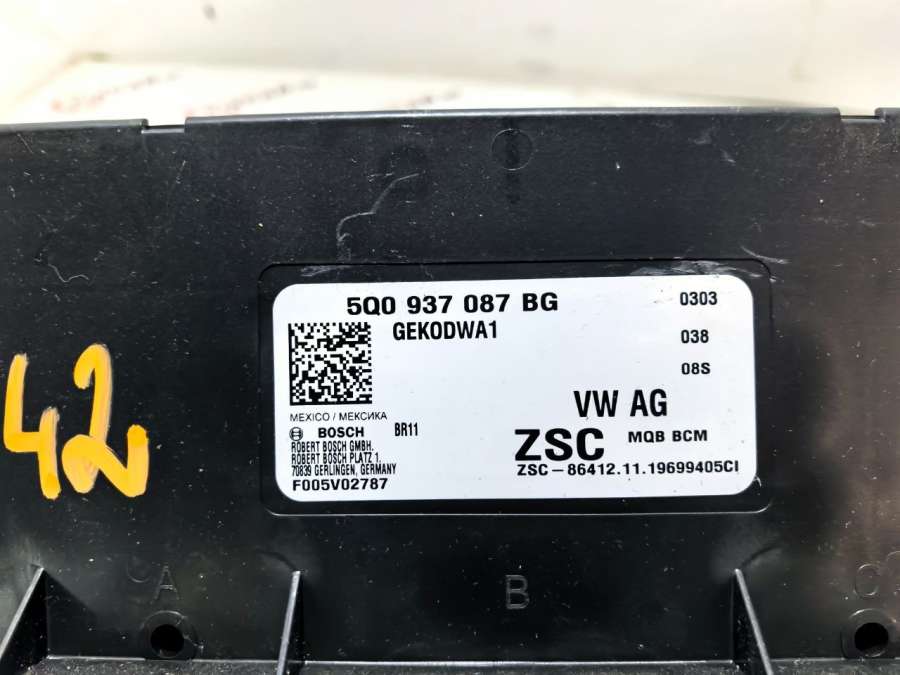 5Q0 937 087 BG 0303
GEKODWA1 038
08S
VW AG
MEXICO / МЕКСИКА
BOSCH BR11
ZSC MQB BCM
ROBERT BOSCH GMBH.
ROBERT BOSCH PLATZ 1.
70839 GERLINGEN, GERMANY
ZSC-86412.11.19699405CI
F005V02787
42
A B C